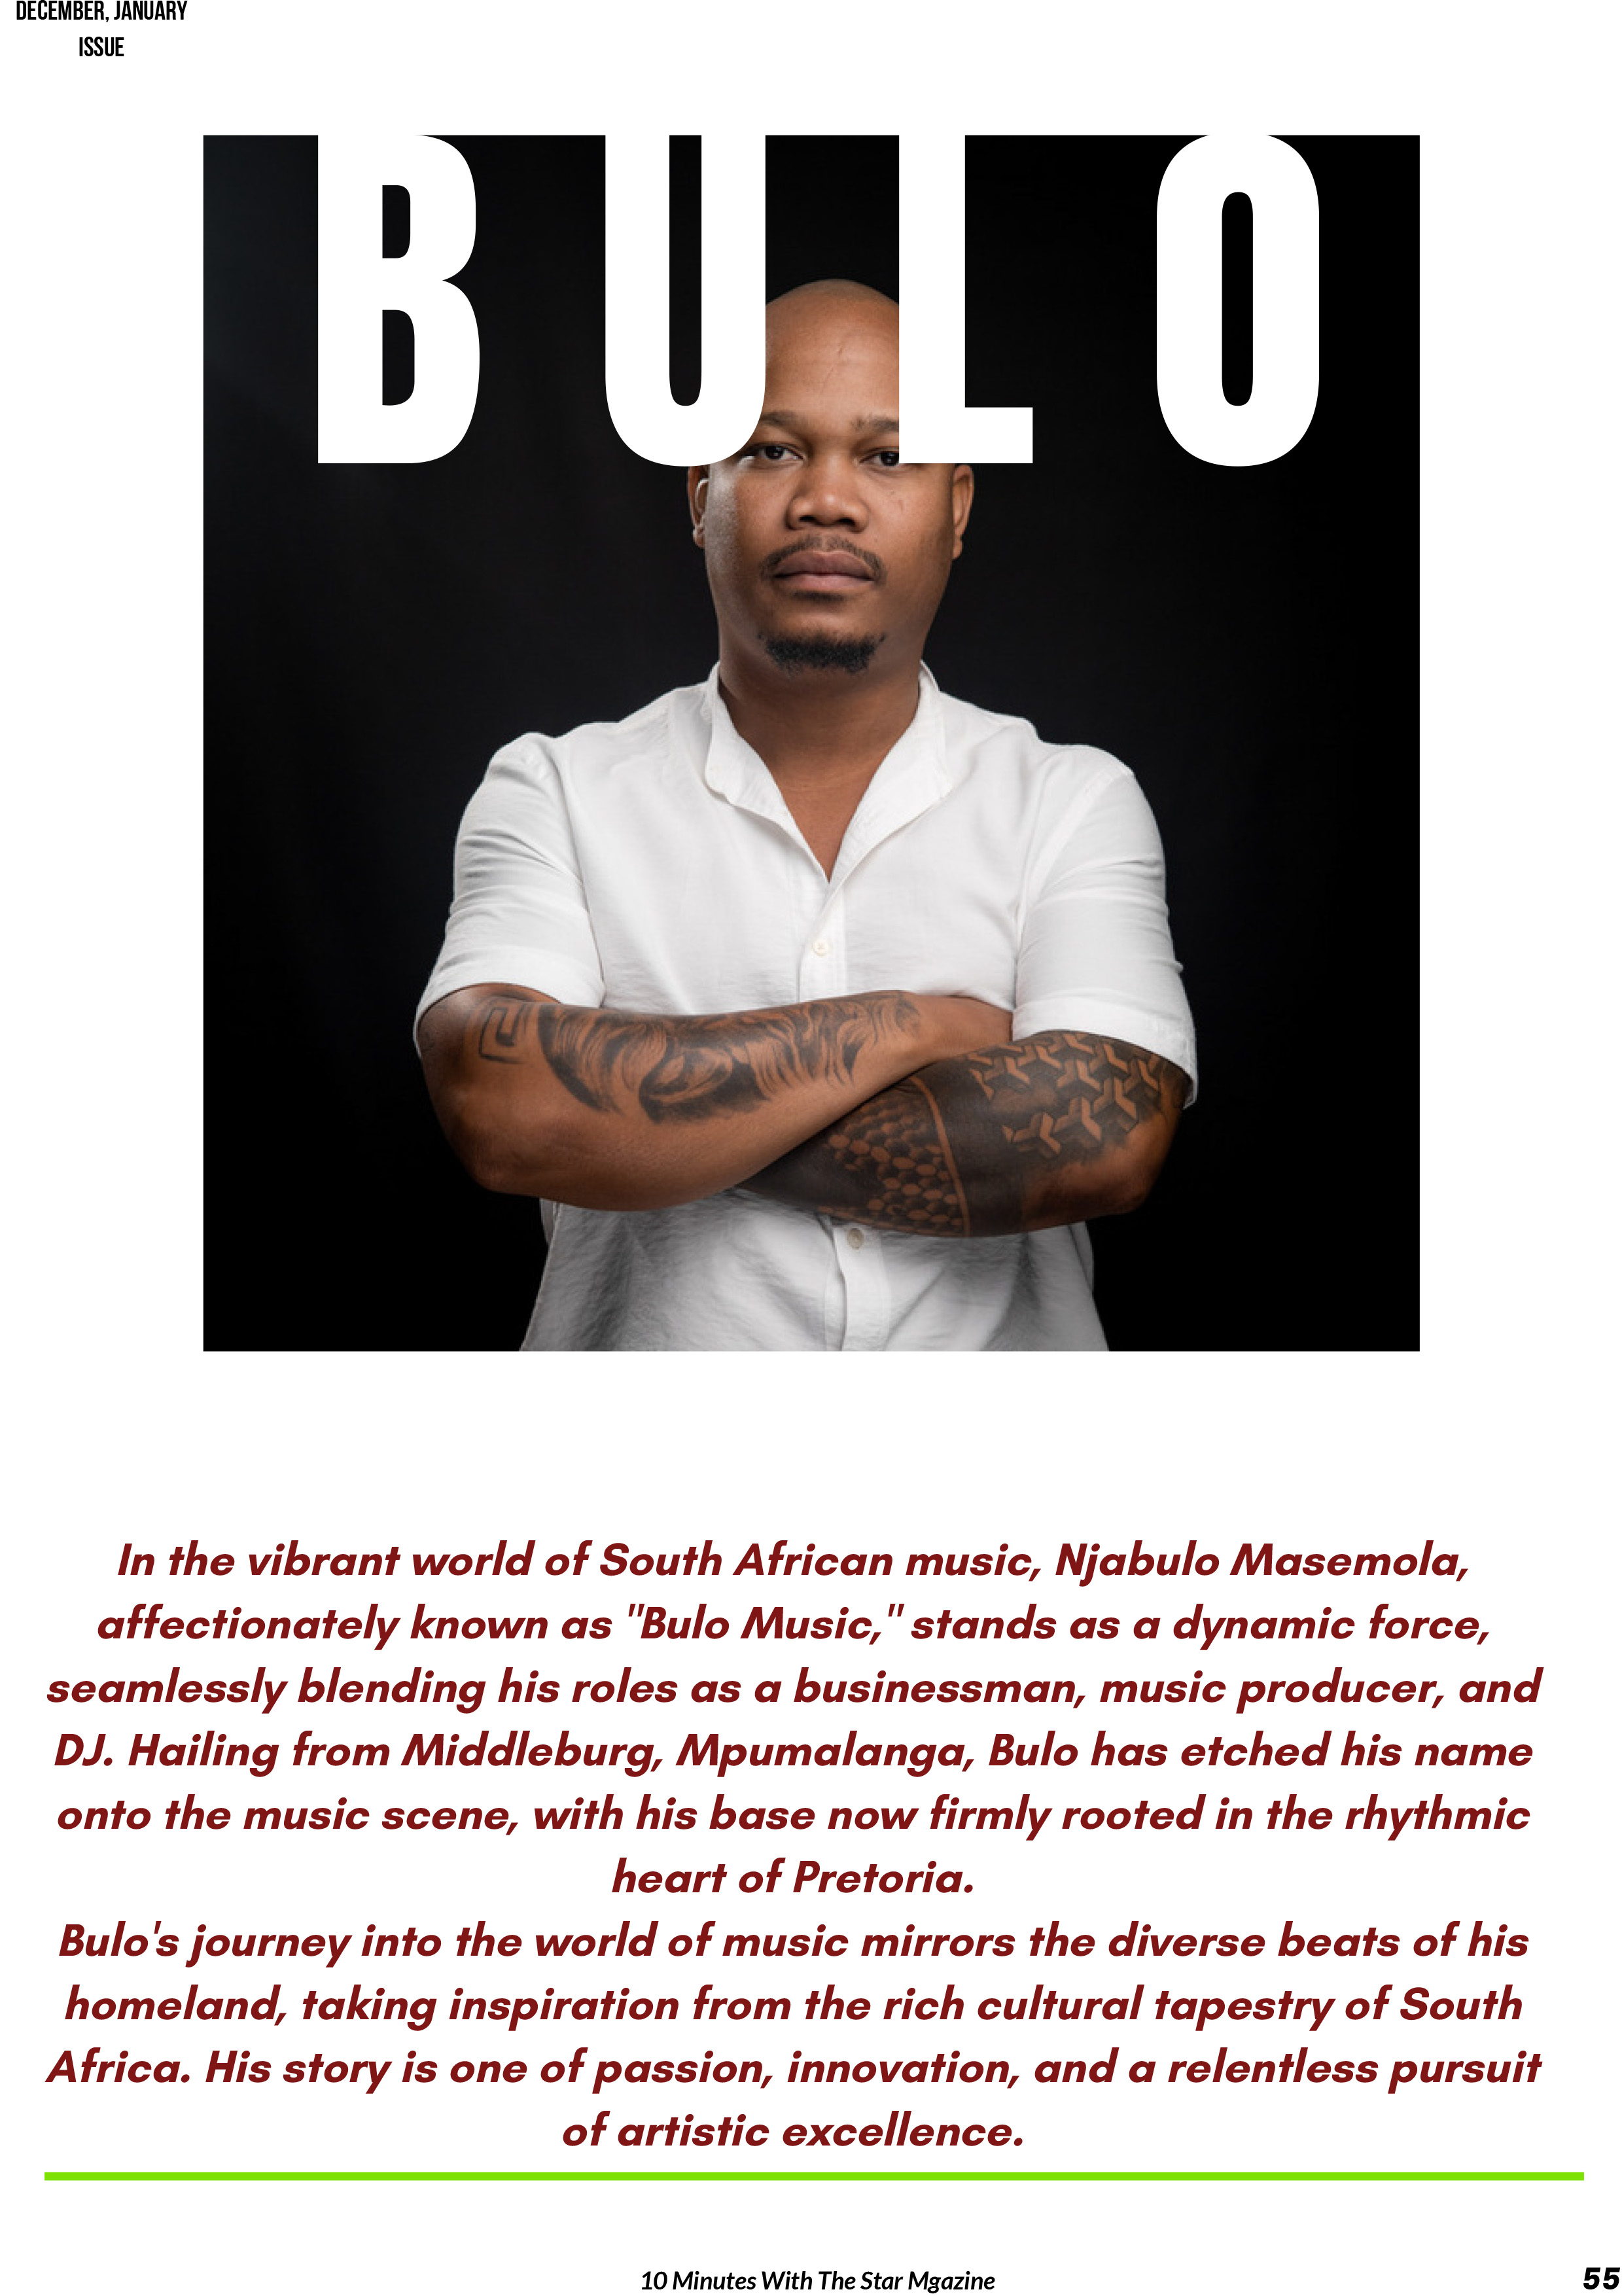 DECEMBER, JANUARY
ISSUE
BULO
In the vibrant world of South African music, Njabulo Masemola,
affectionately known as "Bulo Music," stands as a dynamic force,
seamlessly blending his roles as a businessman, music producer, and
DJ. Hailing from Middleburg, Mpumalanga, Bulo has etched his name
onto the music scene, with his base now firmly rooted in the rhythmic
heart of Pretoria.
Bulo's journey into the world of music mirrors the diverse beats of his
homeland, taking inspiration from the rich cultural tapestry of South
Africa. His story is one of passion, innovation, and a relentless pursuit
of artistic excellence.
10 Minutes With The Star Mgazine
55